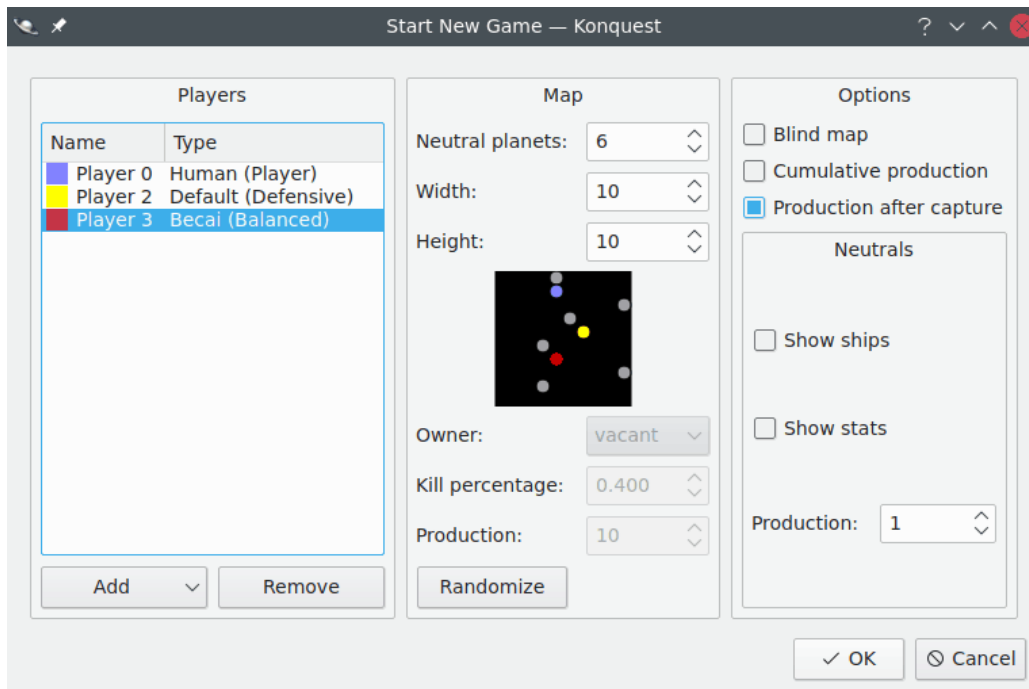 Start New Game — Konquest
Players
Name Type
Player 0 Human (Player)
Player 2 Default (Defensive)
Player 3 Becai (Balanced)
Add
Remove
Map
Neutral planets: 6
Width: 10
Height: 10
Owner: vacant
Kill percentage: 0.400
Production: 10
Randomize
Options
Blind map
Cumulative production
Production after capture
Neutrals
Show ships
Show stats
Production: 1
OK
Cancel